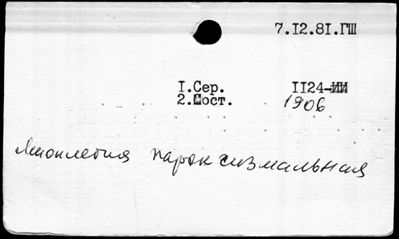 7.12.81.ГШ
1.Сер. 1124-ИИ
2.Пост. 1906
Миоплегия пароксизмальная